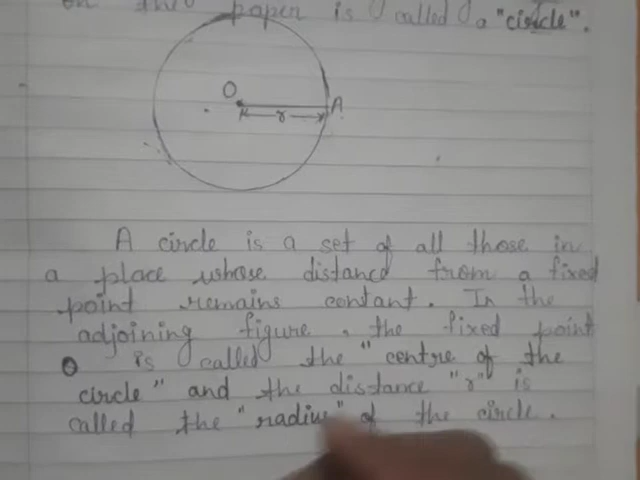 on the paper is called a "circle".
O
A
r
A circle is a set of all those in
a place whose distance from a fixed
point remains contant. In the
adjoining figure, the fixed point
O is called the "centre of the
circle" and the distance "r" is
called the "radius" of the circle.